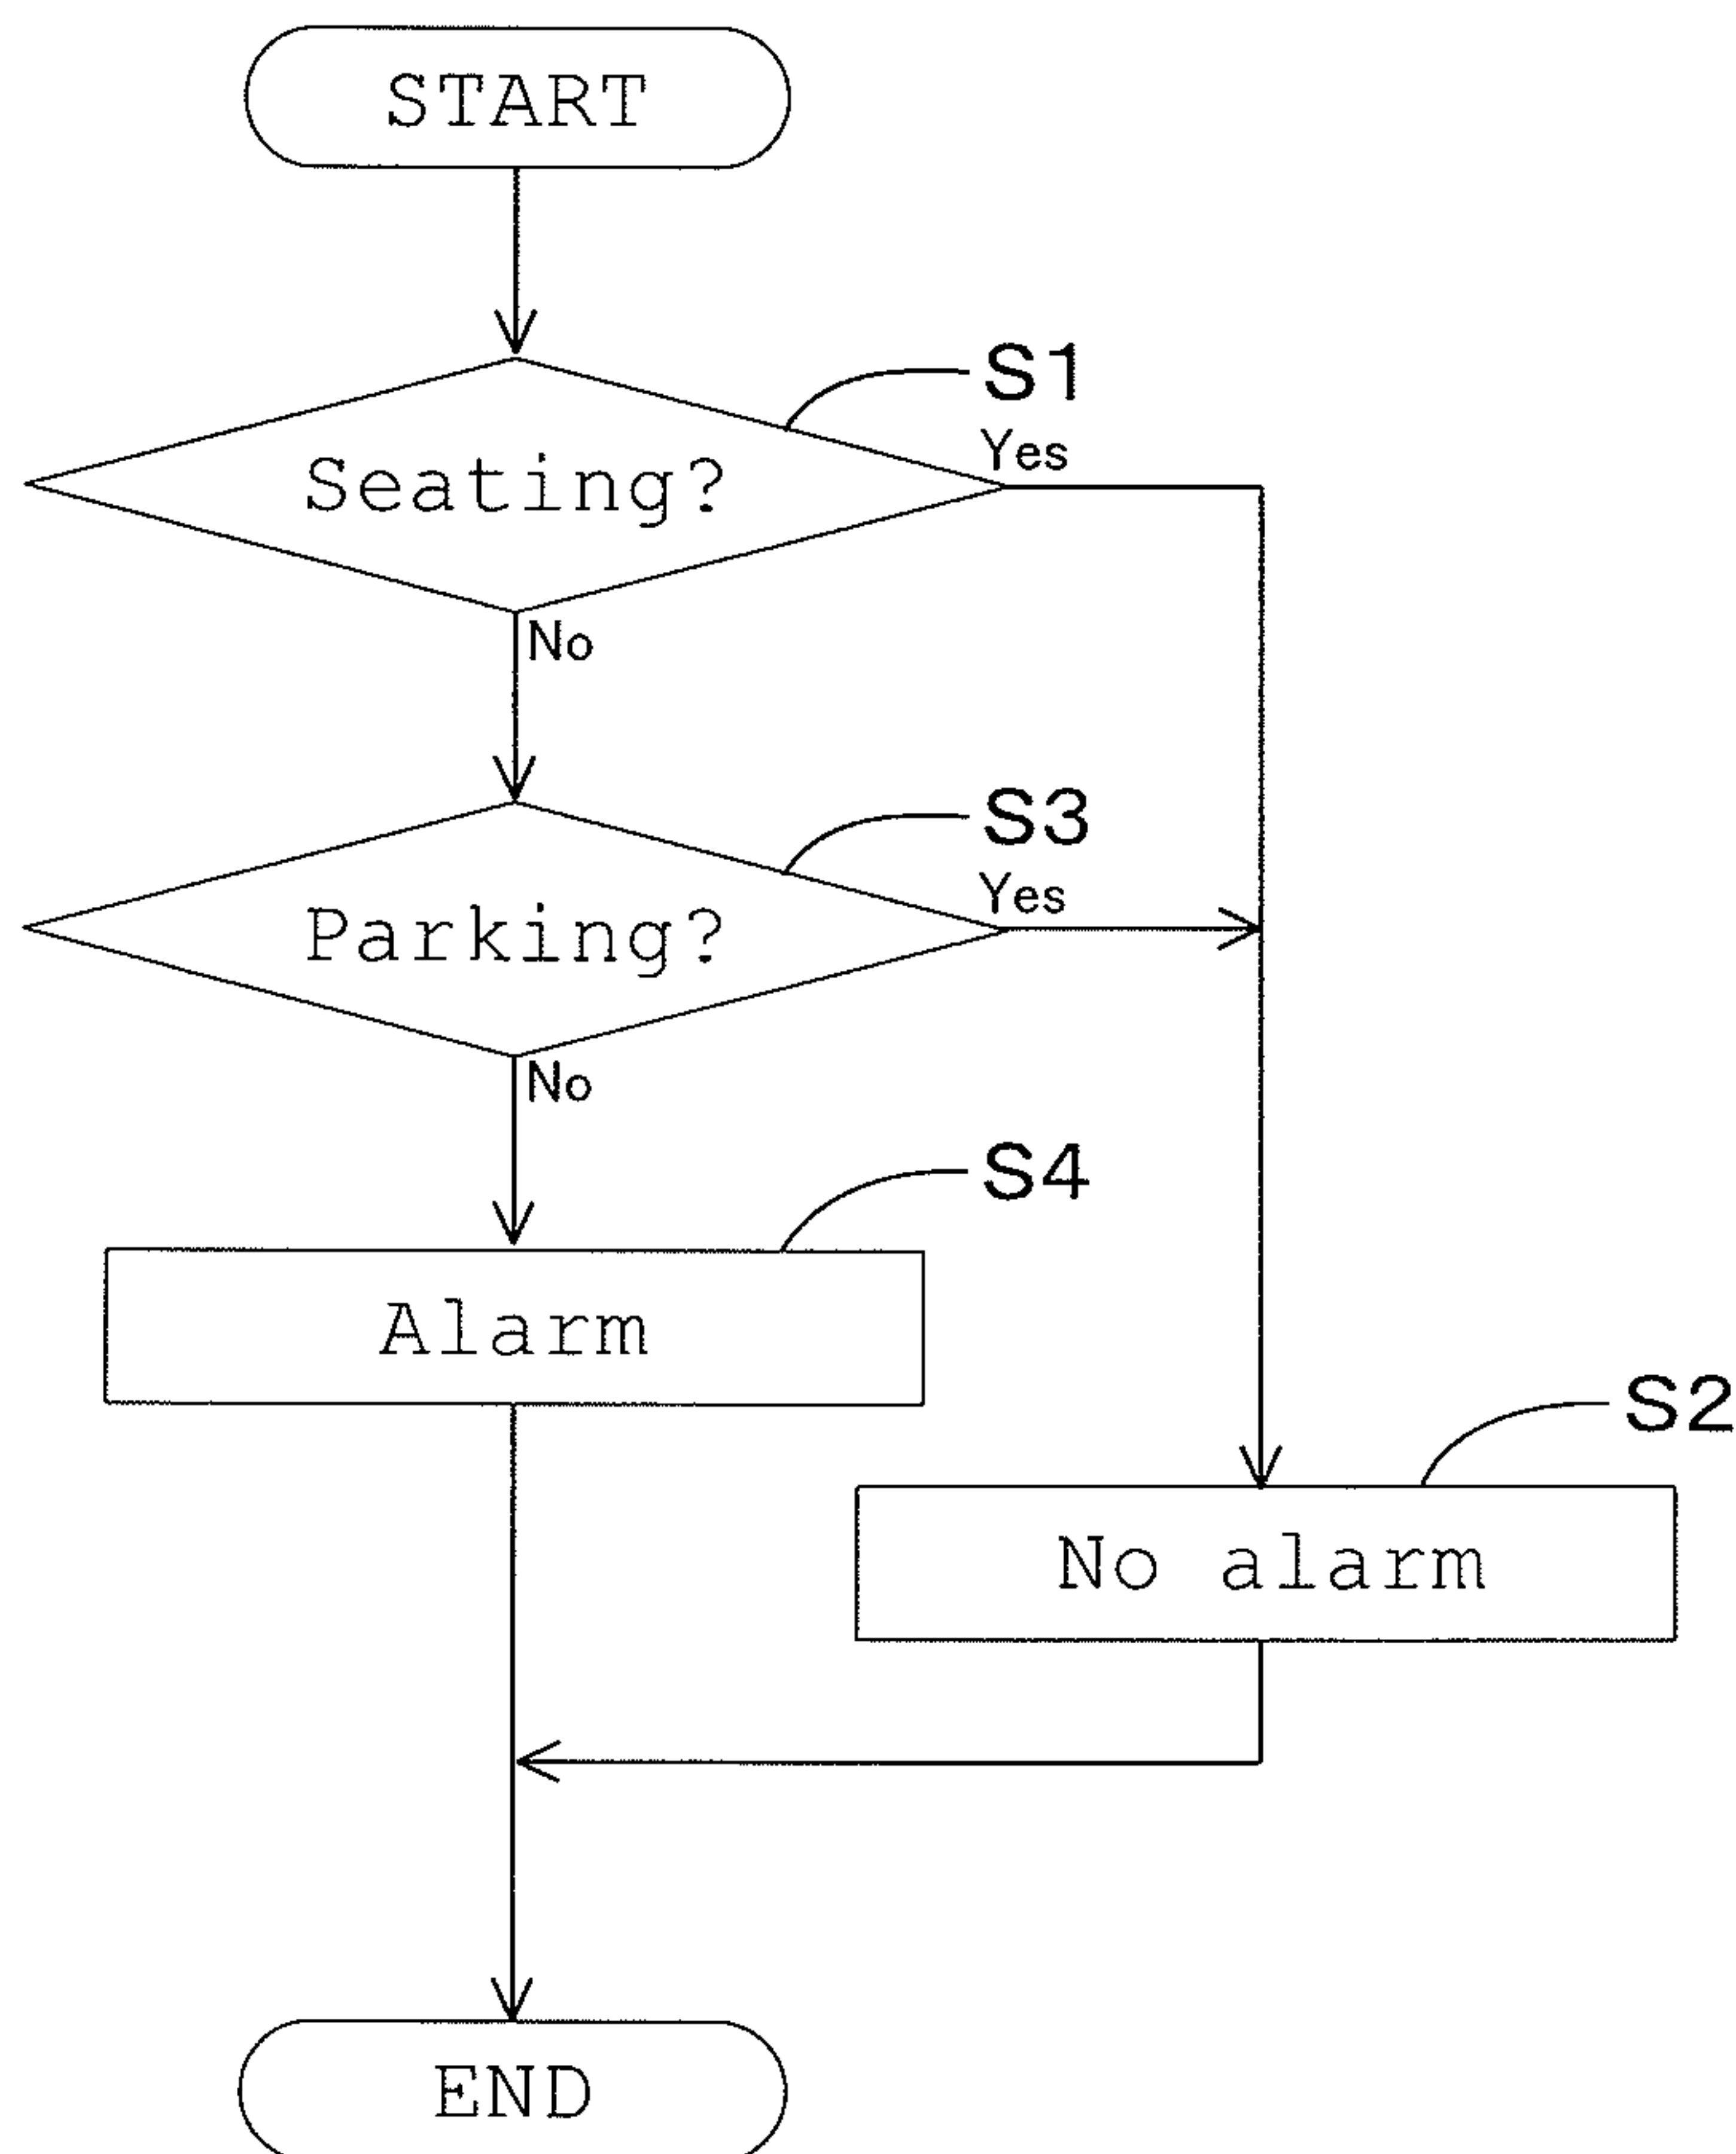 START
S1
Yes
Seating?
No
S3
Yes
Parking?
No
S4
Alarm
S2
No alarm
END